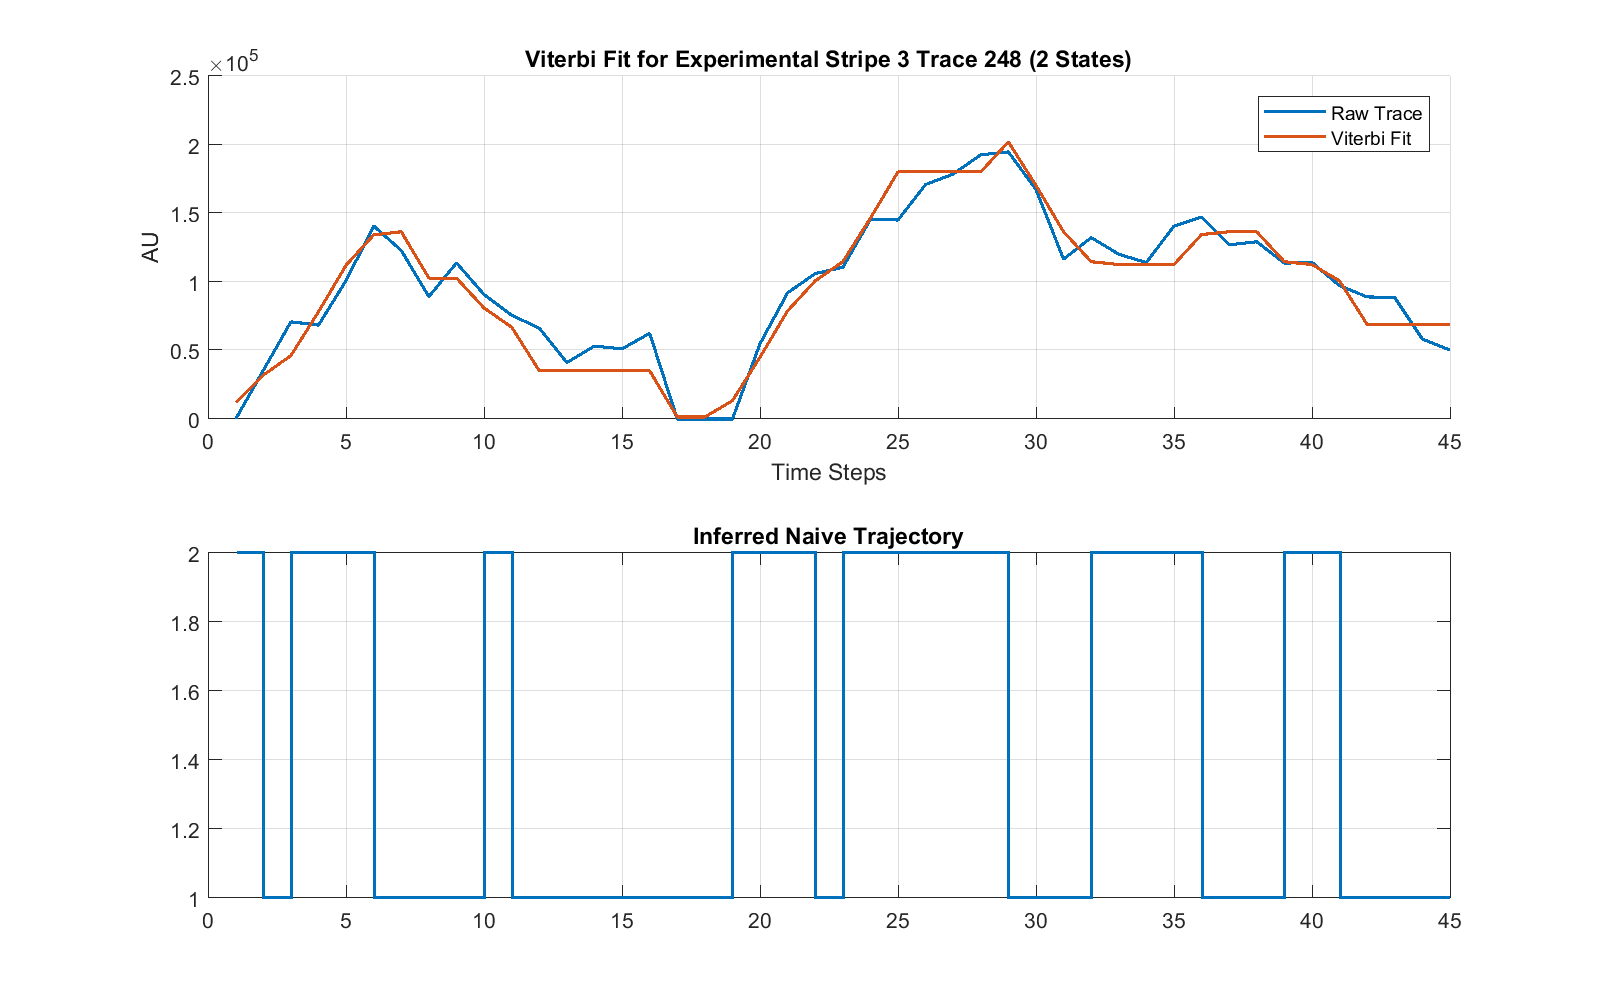 Viterbi Fit for Experimental Stripe 3 Trace 248 (2 States)
×10^5
2.5
2
1.5
1
0.5
0
AU
Raw Trace
Viterbi Fit
0 5 10 15 20 25 30 35 40 45
Time Steps
Inferred Naive Trajectory
2
1.8
1.6
1.4
1.2
1
0 5 10 15 20 25 30 35 40 45